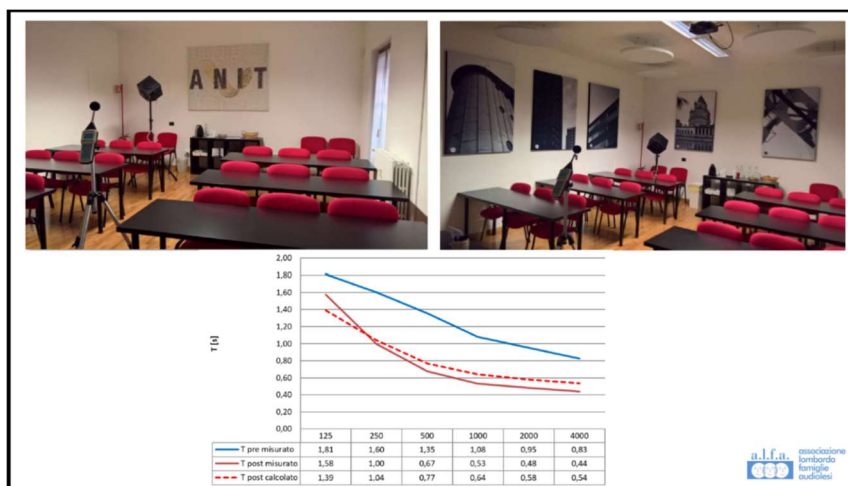 ANIT
2,00
1,80
1,60
1,40
1,20
1,00
0,80
0,60
0,40
0,20
0,00
T [s]
125 250 500 1000 2000 4000
T pre misurato 1,81 1,60 1,35 1,08 0,95 0,83
T post misurato 1,58 1,00 0,67 0,53 0,48 0,44
T post calcolato 1,39 1,04 0,77 0,64 0,58 0,54
a.l.f.a. associazione
lombarda
famiglie
audiolesi